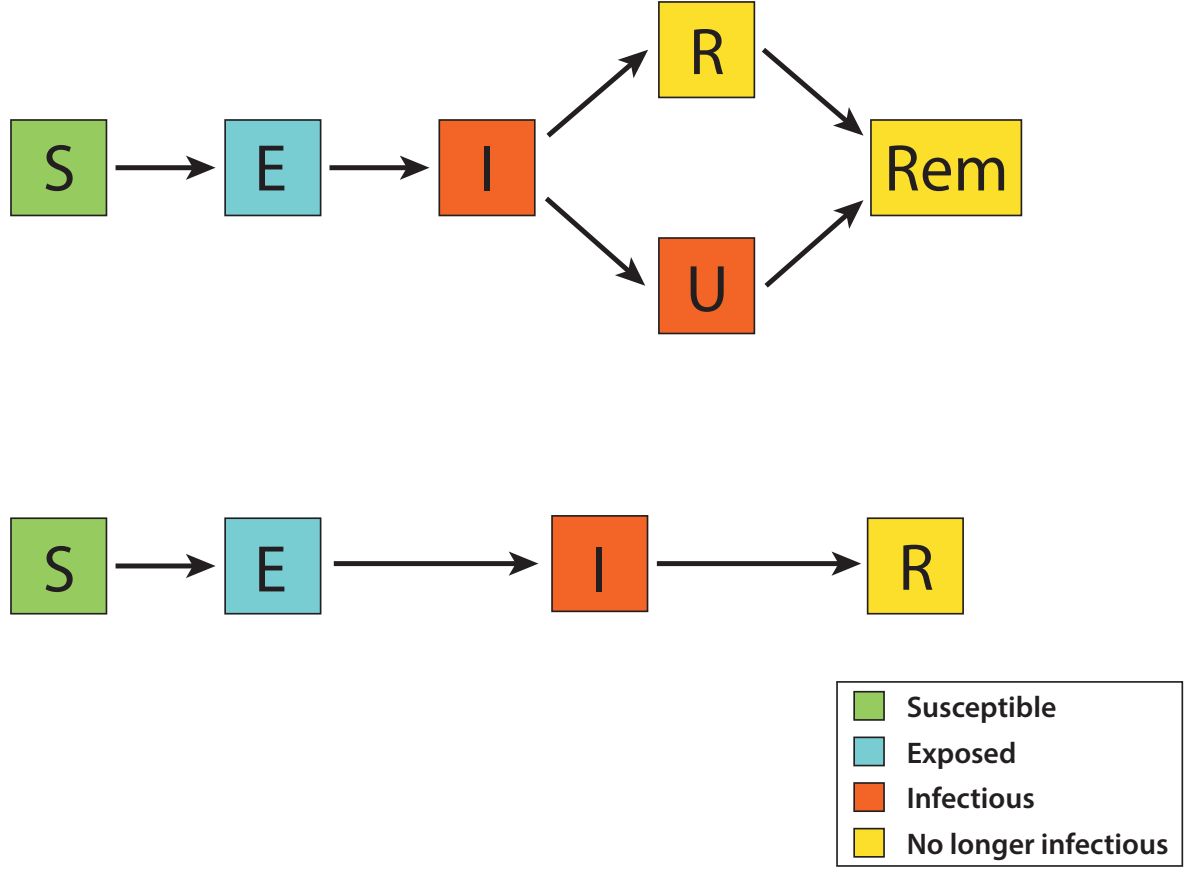 R
S E I Rem
U
S E I R
Susceptible
Exposed
Infectious
No longer infectious